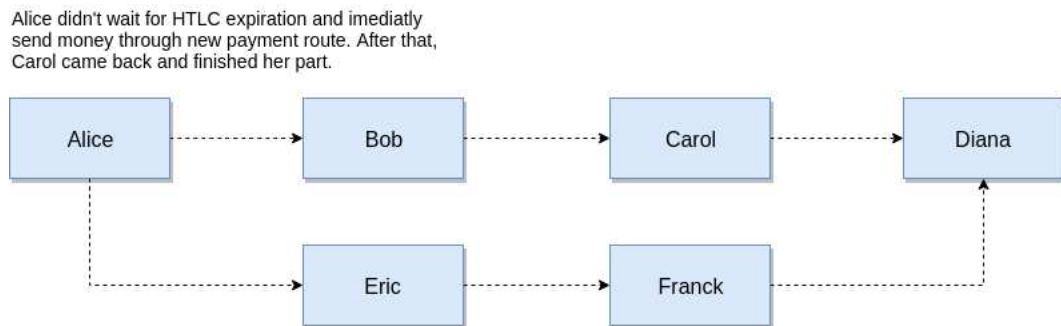 Alice didn't wait for HTLC expiration and imediatly
send money through new payment route. After that,
Carol came back and finished her part.
Alice
Bob
Carol
Diana
Eric
Franck